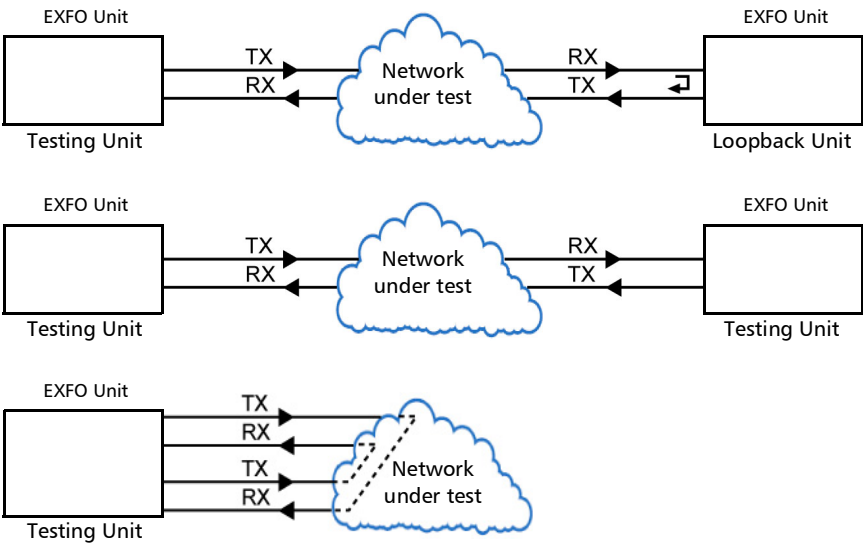 EXFO Unit
EXFO Unit
TX
RX
Network
under test
RX
TX
Testing Unit
Loopback Unit
EXFO Unit
EXFO Unit
TX
RX
Network
under test
RX
TX
Testing Unit
Testing Unit
EXFO Unit
TX
RX
TX
RX
Network
under test
Testing Unit